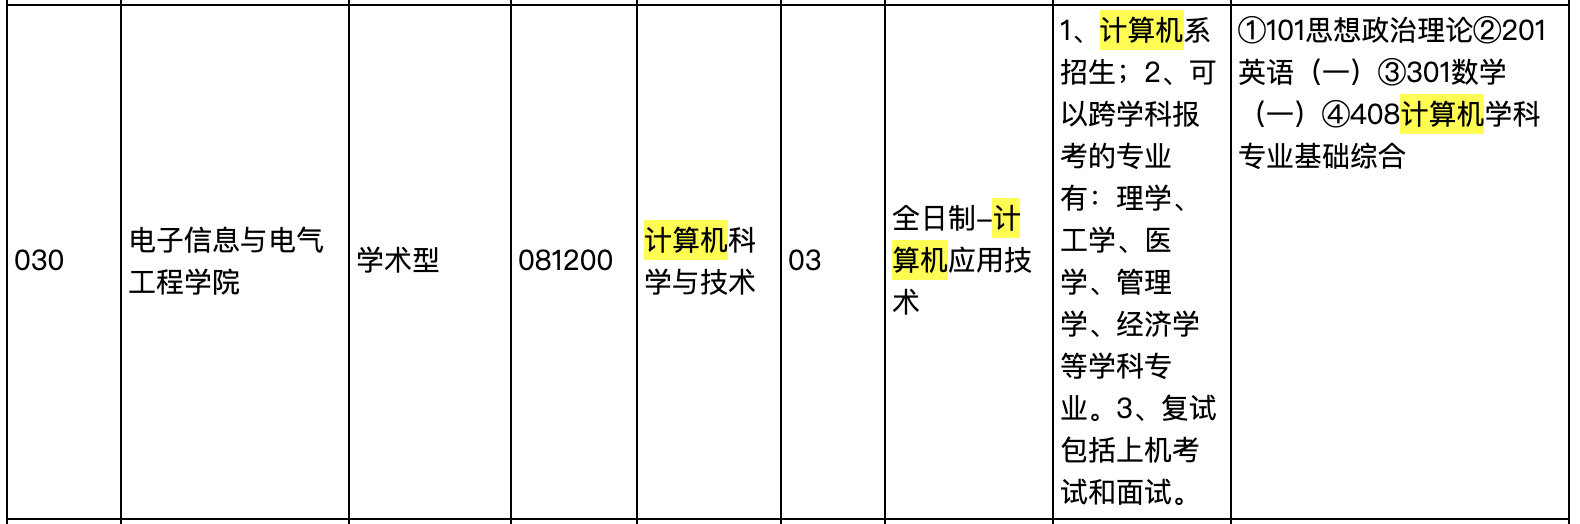 030
电子信息与电气
工程学院
学术型
081200
计算机科
学与技术
03
全日制–计
算机应用技
术
1、计算机系
招生；2、可
以跨学科报
考的专业
有：理学、
工学、医
学、管理
学、经济学
等学科专
业。3、复试
包括上机考
试和面试。
①101思想政治理论②201
英语（一）③301数学
（一）④408计算机学科
专业基础综合